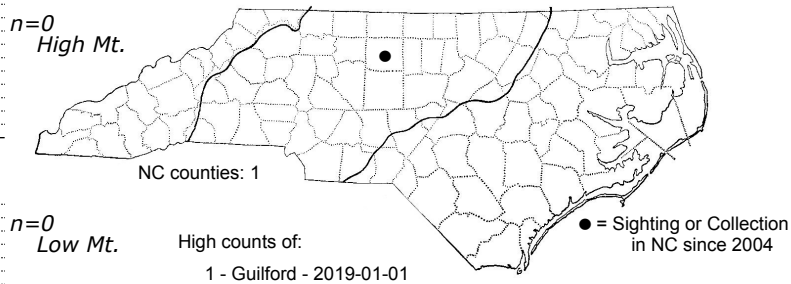 n=0
High Mt.
NC counties: 1
n=0
Low Mt.
High counts of:
1 - Guilford - 2019-01-01
● = Sighting or Collection
in NC since 2004